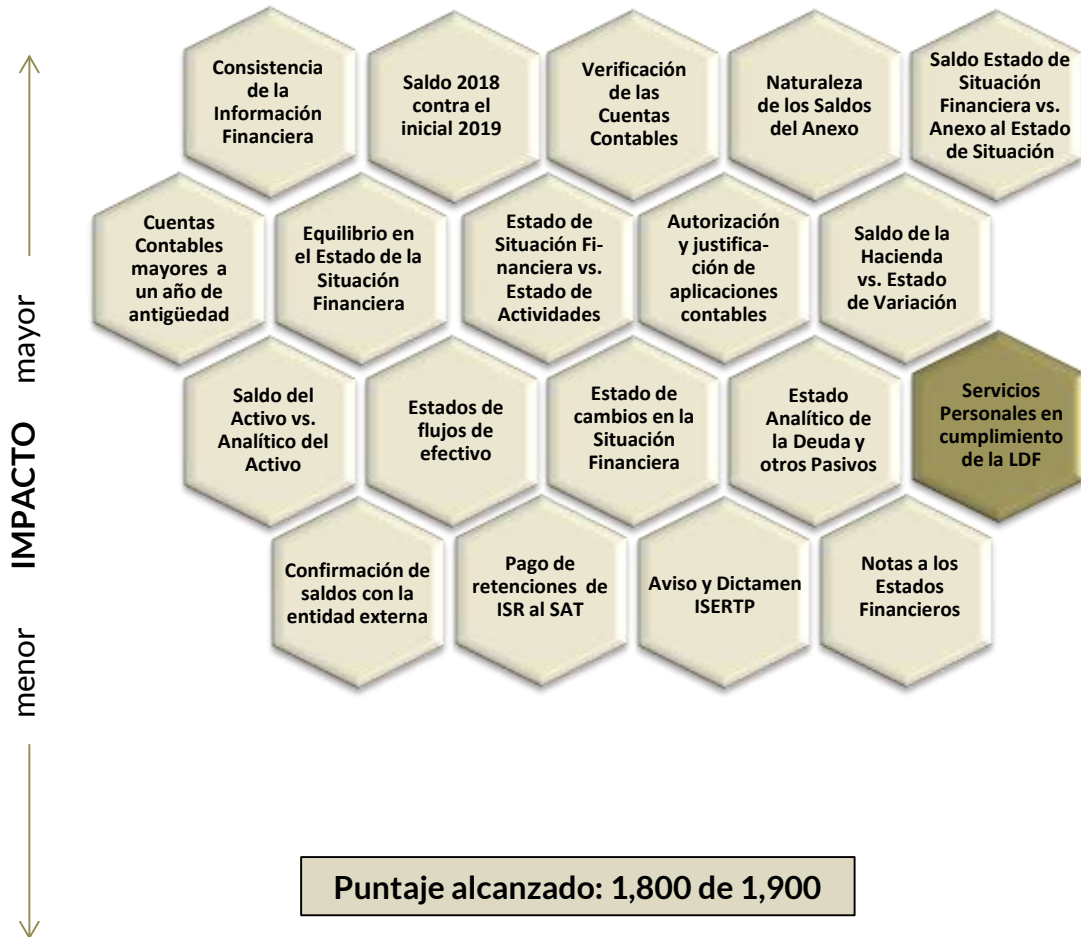 Consistencia
de la
Información
Financiera
Saldo 2018
contra el
inicial 2019
Verificación
de las
Cuentas
Contables
Naturaleza
de los Saldos
del Anexo
Saldo Estado de
Situación
Financiera vs.
Anexo al Estado
de Situación
Cuentas
Contables
mayores a
un año de
antigüedad
Equilibrio en
el Estado de la
Situación
Financiera
Estado de
Situación Fi-
nanciera vs.
Estado de
Actividades
Autorización
y justifica-
ción de
aplicaciones
contables
Saldo de la
Hacienda
vs. Estado
de Variación
Saldo del
Activo vs.
Analítico del
Activo
Estados de
flujos de
efectivo
Estado de
cambios en la
Situación
Financiera
Estado
Analítico de
la Deuda y
otros Pasivos
Servicios
Personales en
cumplimiento
de la LDF
Confirmación de
saldos con la
entidad externa
Pago de
retenciones de
ISR al SAT
Aviso y Dictamen
ISERTP
Notas a los
Estados
Financieros
menor IMPACTO mayor
Puntaje alcanzado: 1,800 de 1,900